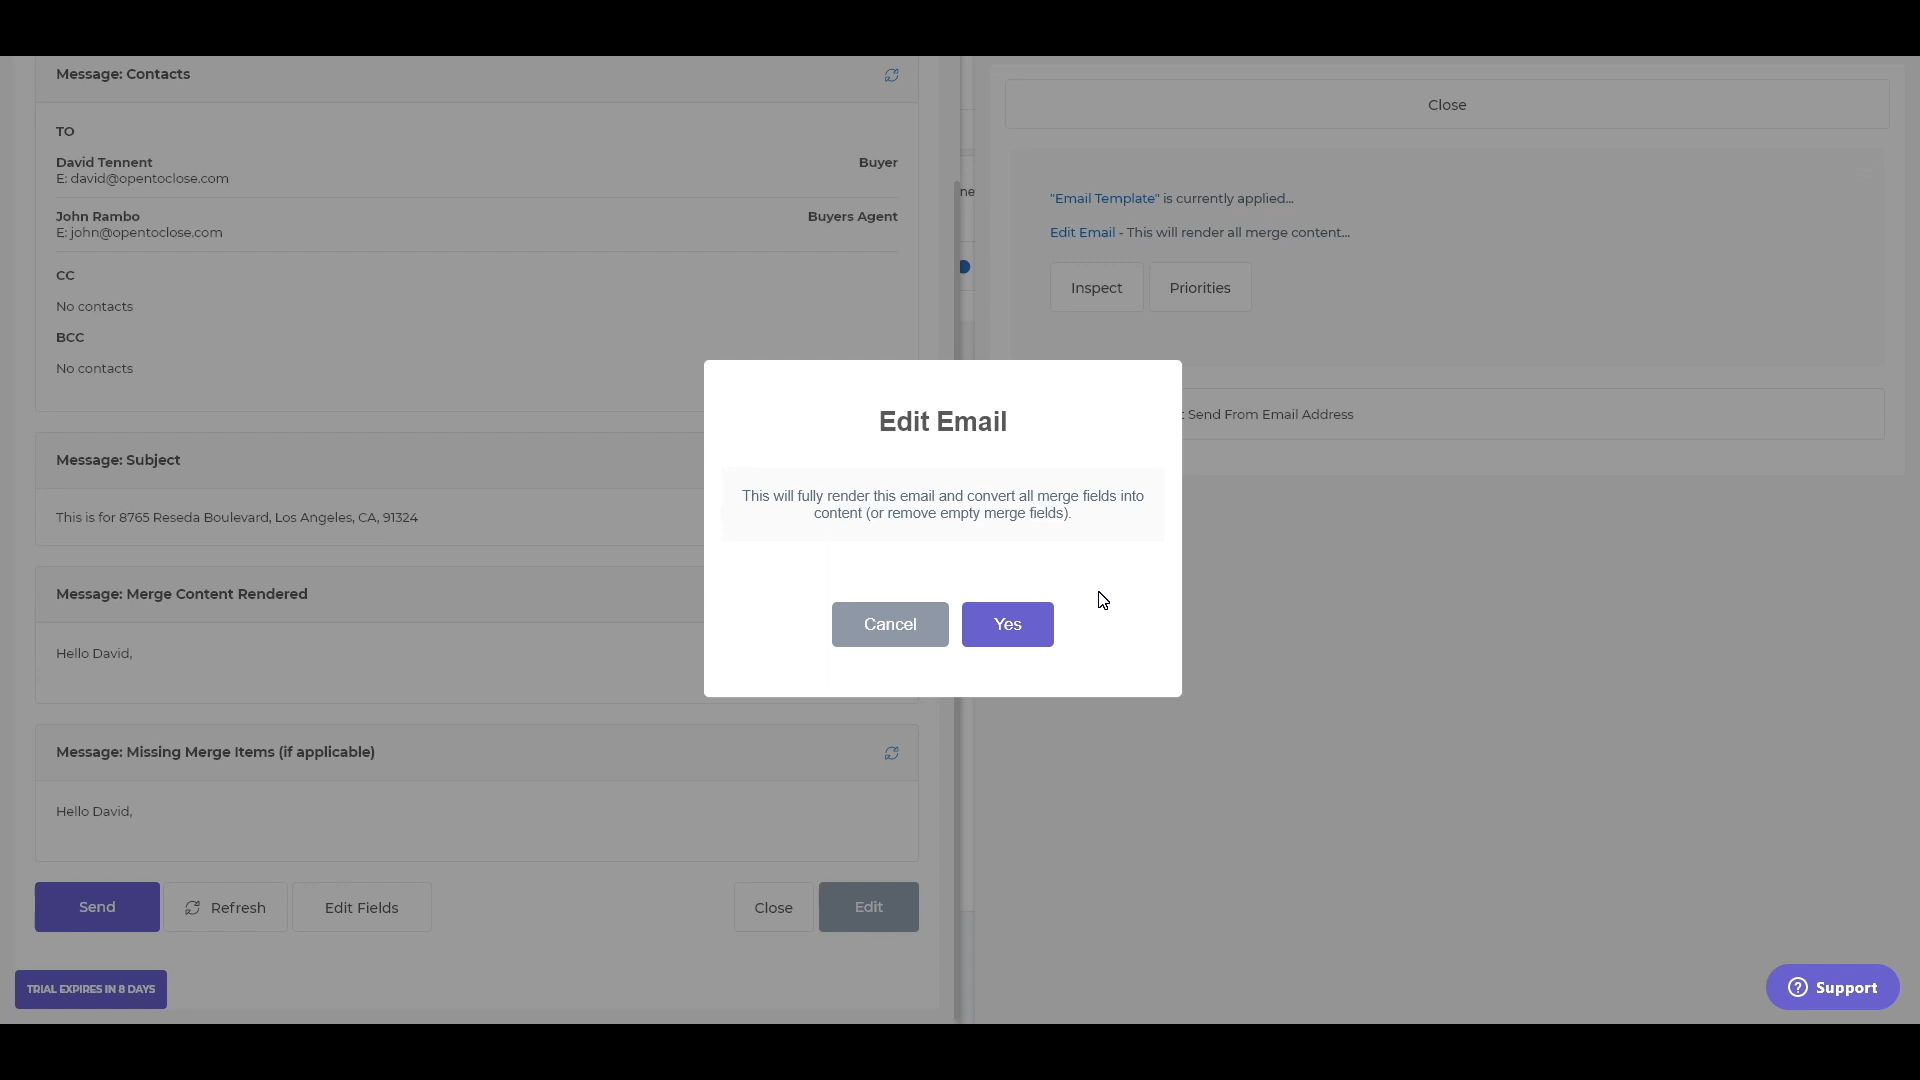 Message: Contacts
TO
David Tennent
Buyer
E: david@opentoclose.com
John Rambo
Buyers Agent
E: john@opentoclose.com
CC
No contacts
BCC
No contacts
Message: Subject
This is for 8765 Reseda Boulevard, Los Angeles, CA, 91324
Message: Merge Content Rendered
Hello David,
Message: Missing Merge Items (if applicable)
Hello David,
Send
Refresh
Edit Fields
Close
Edit
TRIAL EXPIRES IN 8 DAYS
ne
Close
"Email Template" is currently applied...
Edit Email - This will render all merge content...
Inspect
Priorities
t Send From Email Address
Edit Email
This will fully render this email and convert all merge fields into
content (or remove empty merge fields).
Cancel
Yes
Support